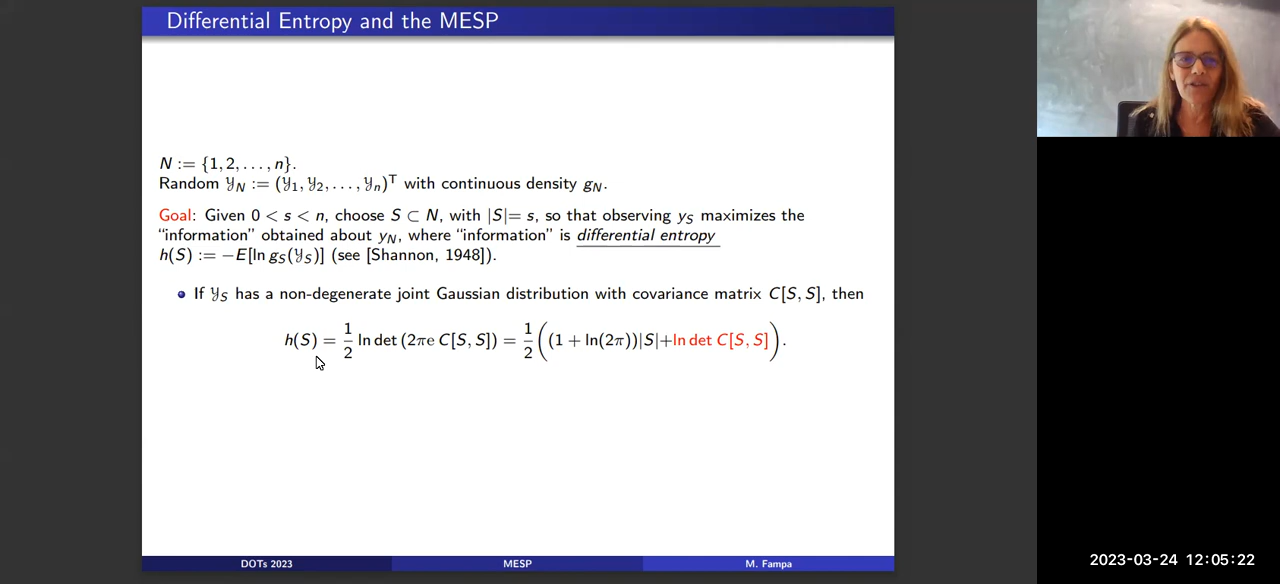 Differential Entropy and the MESP
N := {1, 2, . . . , n}.
Random 𝒴_N := (𝒴_1, 𝒴_2, . . . , 𝒴_n)^T with continuous density g_N.
Goal: Given 0 < s < n, choose S ⊂ N, with |S|= s, so that observing y_S maximizes the
“information” obtained about y_N, where “information” is differential entropy
h(S) := −E[ln g_S(𝒴_S)] (see [Shannon, 1948]).
If 𝒴_S has a non-degenerate joint Gaussian distribution with covariance matrix C[S, S], then
h(S) = 1/2 ln det (2πe C[S, S]) = 1/2 ((1 + ln(2π))|S|+ln det C[S, S]).
DOTs 2023 MESP M. Fampa
2023-03-24 12:05:22